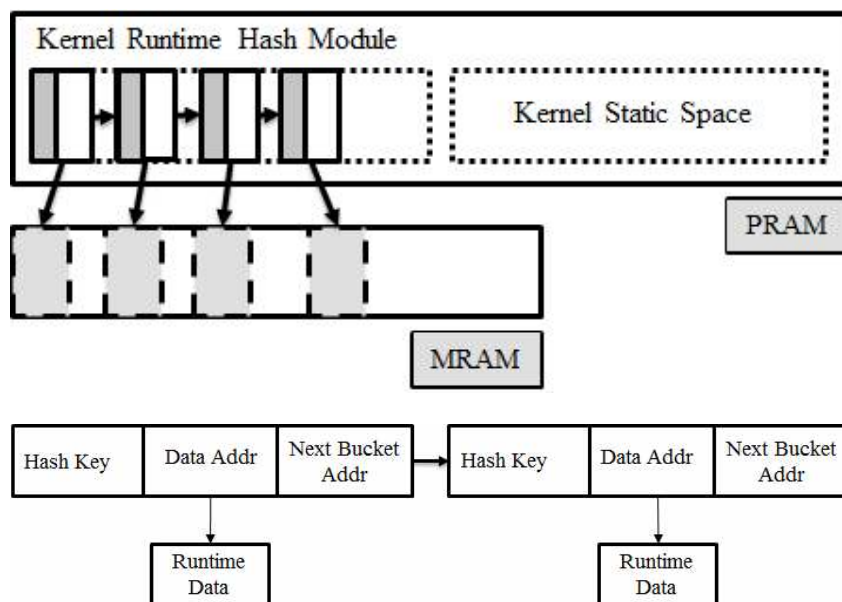 Kernel Runtime Hash Module
Kernel Static Space
PRAM
MRAM
Hash Key
Data Addr
Next Bucket
Addr
Hash Key
Data Addr
Next Bucket
Addr
Runtime
Data
Runtime
Data